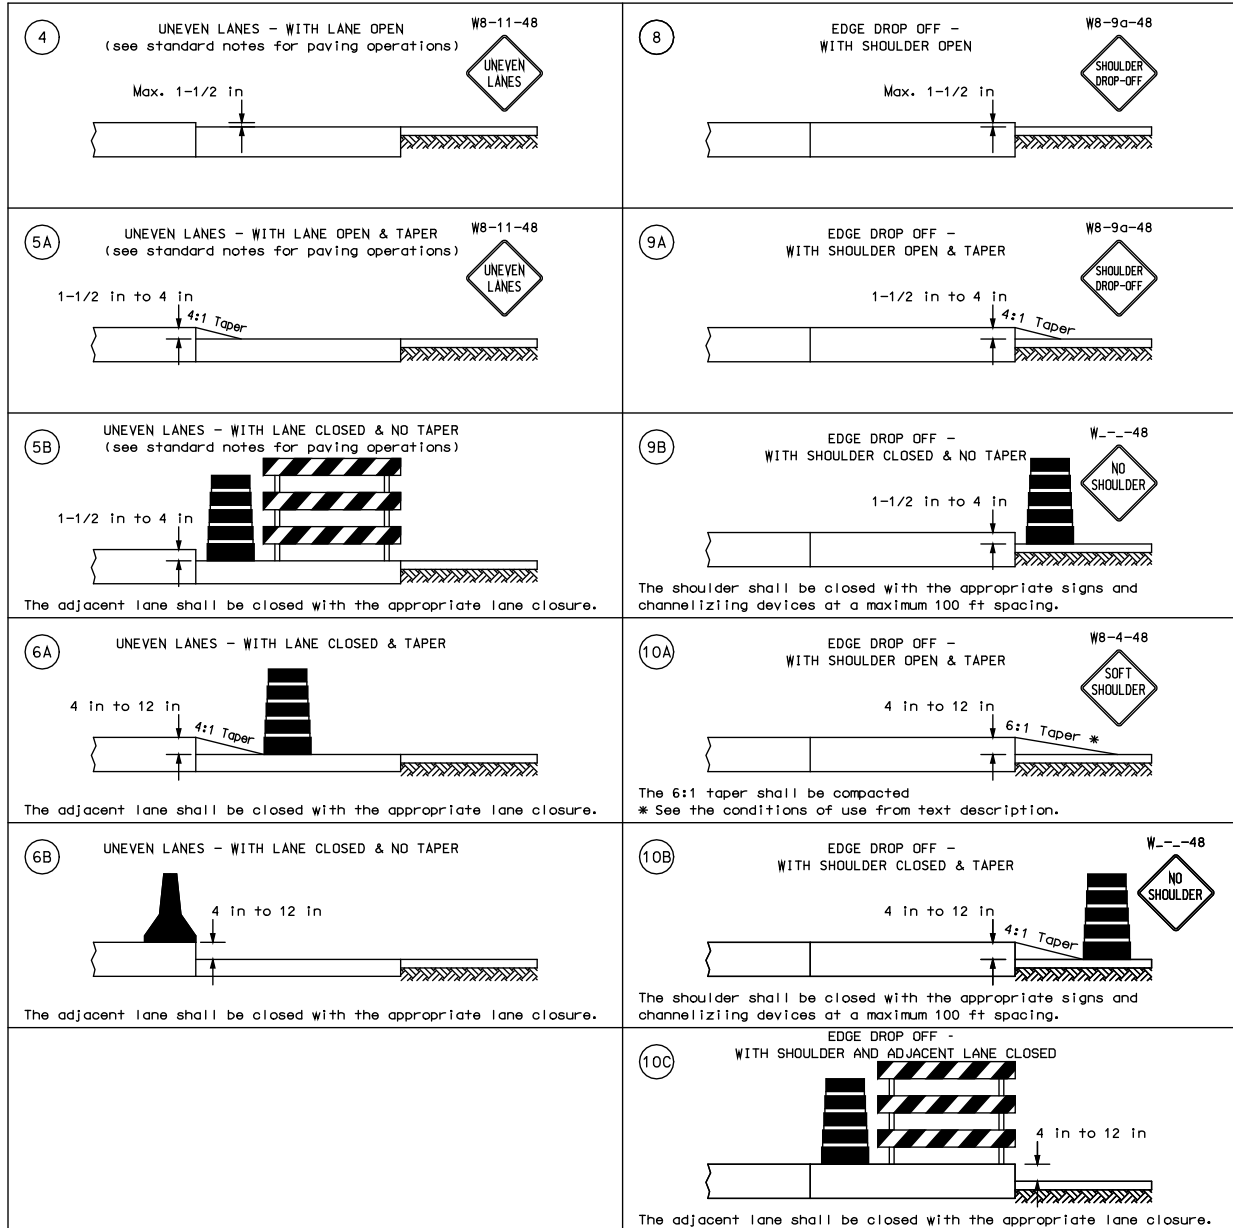 4
UNEVEN LANES - WITH LANE OPEN
(see standard notes for paving operations)
W8-11-48
UNEVEN
LANES
Max. 1-1/2 in
8
EDGE DROP OFF -
WITH SHOULDER OPEN
W8-9a-48
SHOULDER
DROP-OFF
Max. 1-1/2 in
5A
UNEVEN LANES - WITH LANE OPEN & TAPER
(see standard notes for paving operations)
W8-11-48
UNEVEN
LANES
1-1/2 in to 4 in
4:1 Taper
9A
EDGE DROP OFF -
WITH SHOULDER OPEN & TAPER
W8-9a-48
SHOULDER
DROP-OFF
1-1/2 in to 4 in
4:1 Taper
5B
UNEVEN LANES - WITH LANE CLOSED & NO TAPER
(see standard notes for paving operations)
1-1/2 in to 4 in
The adjacent lane shall be closed with the appropriate lane closure.
9B
EDGE DROP OFF -
WITH SHOULDER CLOSED & NO TAPER
W_-_-48
NO
SHOULDER
1-1/2 in to 4 in
The shoulder shall be closed with the appropriate signs and
channeliziing devices at a maximum 100 ft spacing.
6A
UNEVEN LANES - WITH LANE CLOSED & TAPER
4 in to 12 in
4:1 Taper
The adjacent lane shall be closed with the appropriate lane closure.
10A
EDGE DROP OFF -
WITH SHOULDER OPEN & TAPER
W8-4-48
SOFT
SHOULDER
4 in to 12 in
6:1 Taper *
The 6:1 taper shall be compacted
* See the conditions of use from text description.
6B
UNEVEN LANES - WITH LANE CLOSED & NO TAPER
4 in to 12 in
The adjacent lane shall be closed with the appropriate lane closure.
10B
EDGE DROP OFF -
WITH SHOULDER CLOSED & TAPER
W_-_-48
NO
SHOULDER
4 in to 12 in
4:1 Taper
The shoulder shall be closed with the appropriate signs and
channeliziing devices at a maximum 100 ft spacing.
10C
EDGE DROP OFF -
WITH SHOULDER AND ADJACENT LANE CLOSED
4 in to 12 in
The adjacent lane shall be closed with the appropriate lane closure.